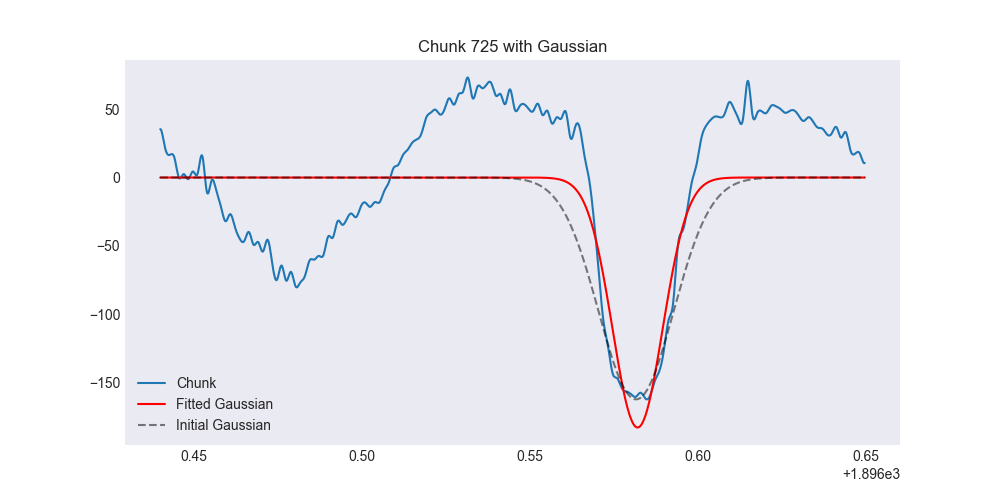 Chunk 725 with Gaussian
50
0
−50
−100
−150
Chunk
Fitted Gaussian
Initial Gaussian
0.45 0.50 0.55 0.60 0.65
+1.896e3